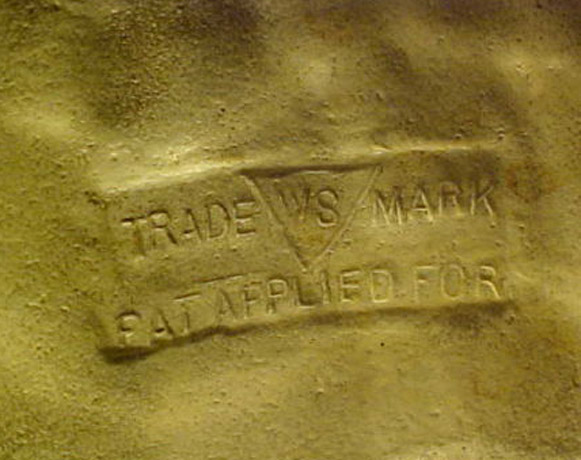 TRADE WS MARK
PAT APPLIED FOR